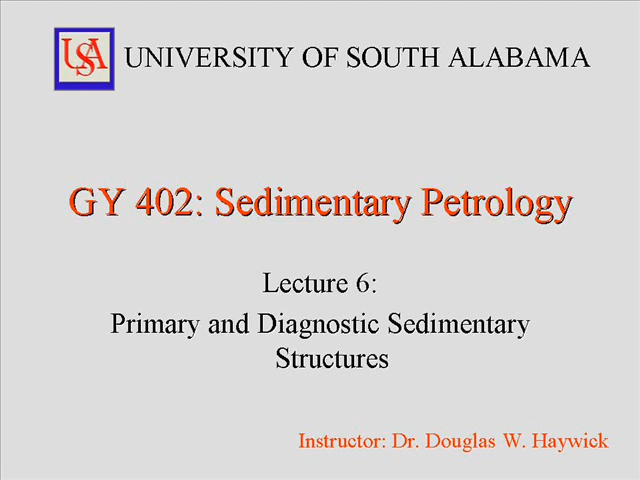 USA UNIVERSITY OF SOUTH ALABAMA
GY 402: Sedimentary Petrology
Lecture 6:
Primary and Diagnostic Sedimentary
Structures
Instructor: Dr. Douglas W. Haywick